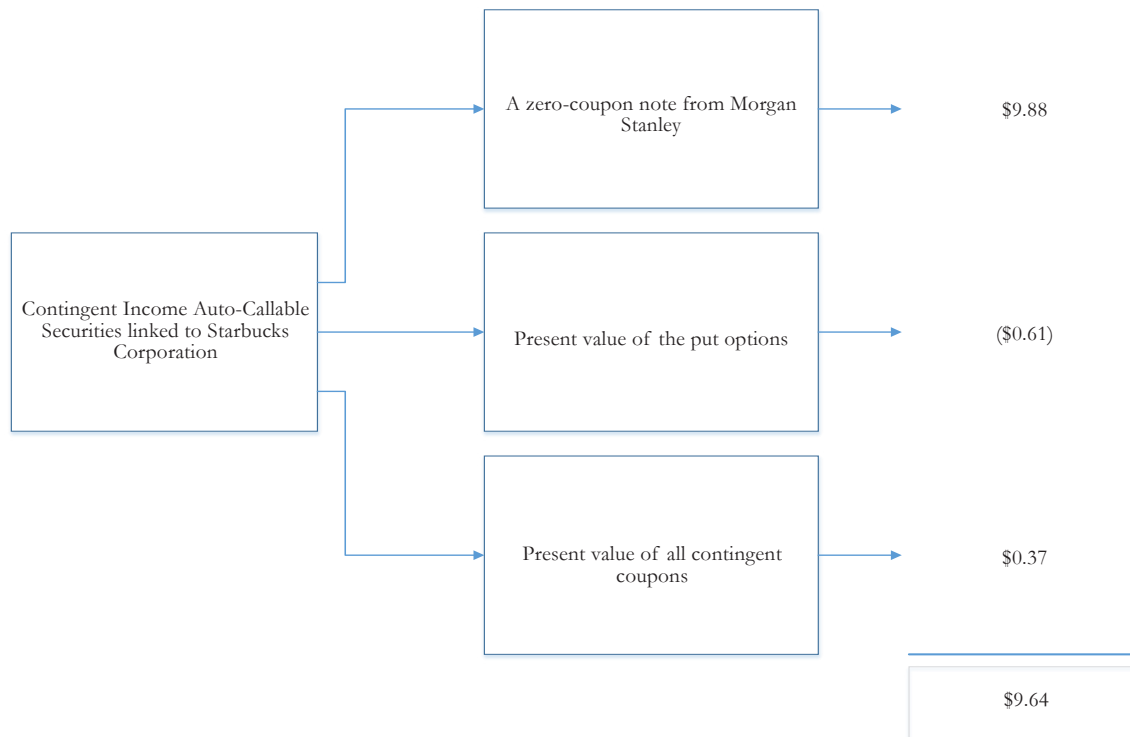 A zero-coupon note from Morgan
Stanley
$9.88
Contingent Income Auto-Callable
Securities linked to Starbucks
Corporation
Present value of the put options
($0.61)
Present value of all contingent
coupons
$0.37
$9.64